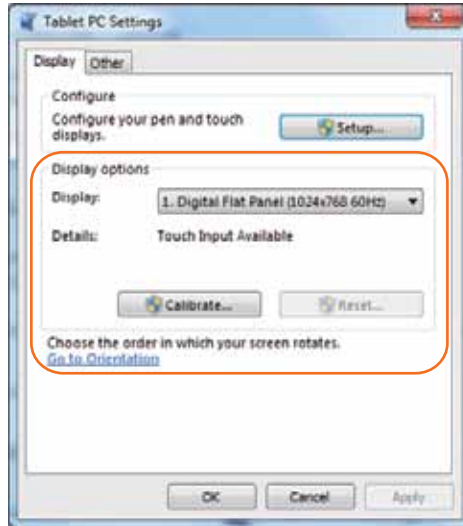 Tablet PC Settings
Display Other
Configure
Configure your pen and touch
displays.
Setup...
Display options
Display: 1. Digital Flat Panel (1024x768 60Hz)
Details: Touch Input Available
Calibrate... Reset...
Choose the order in which your screen rotates.
Go to Orientation
OK Cancel Apply